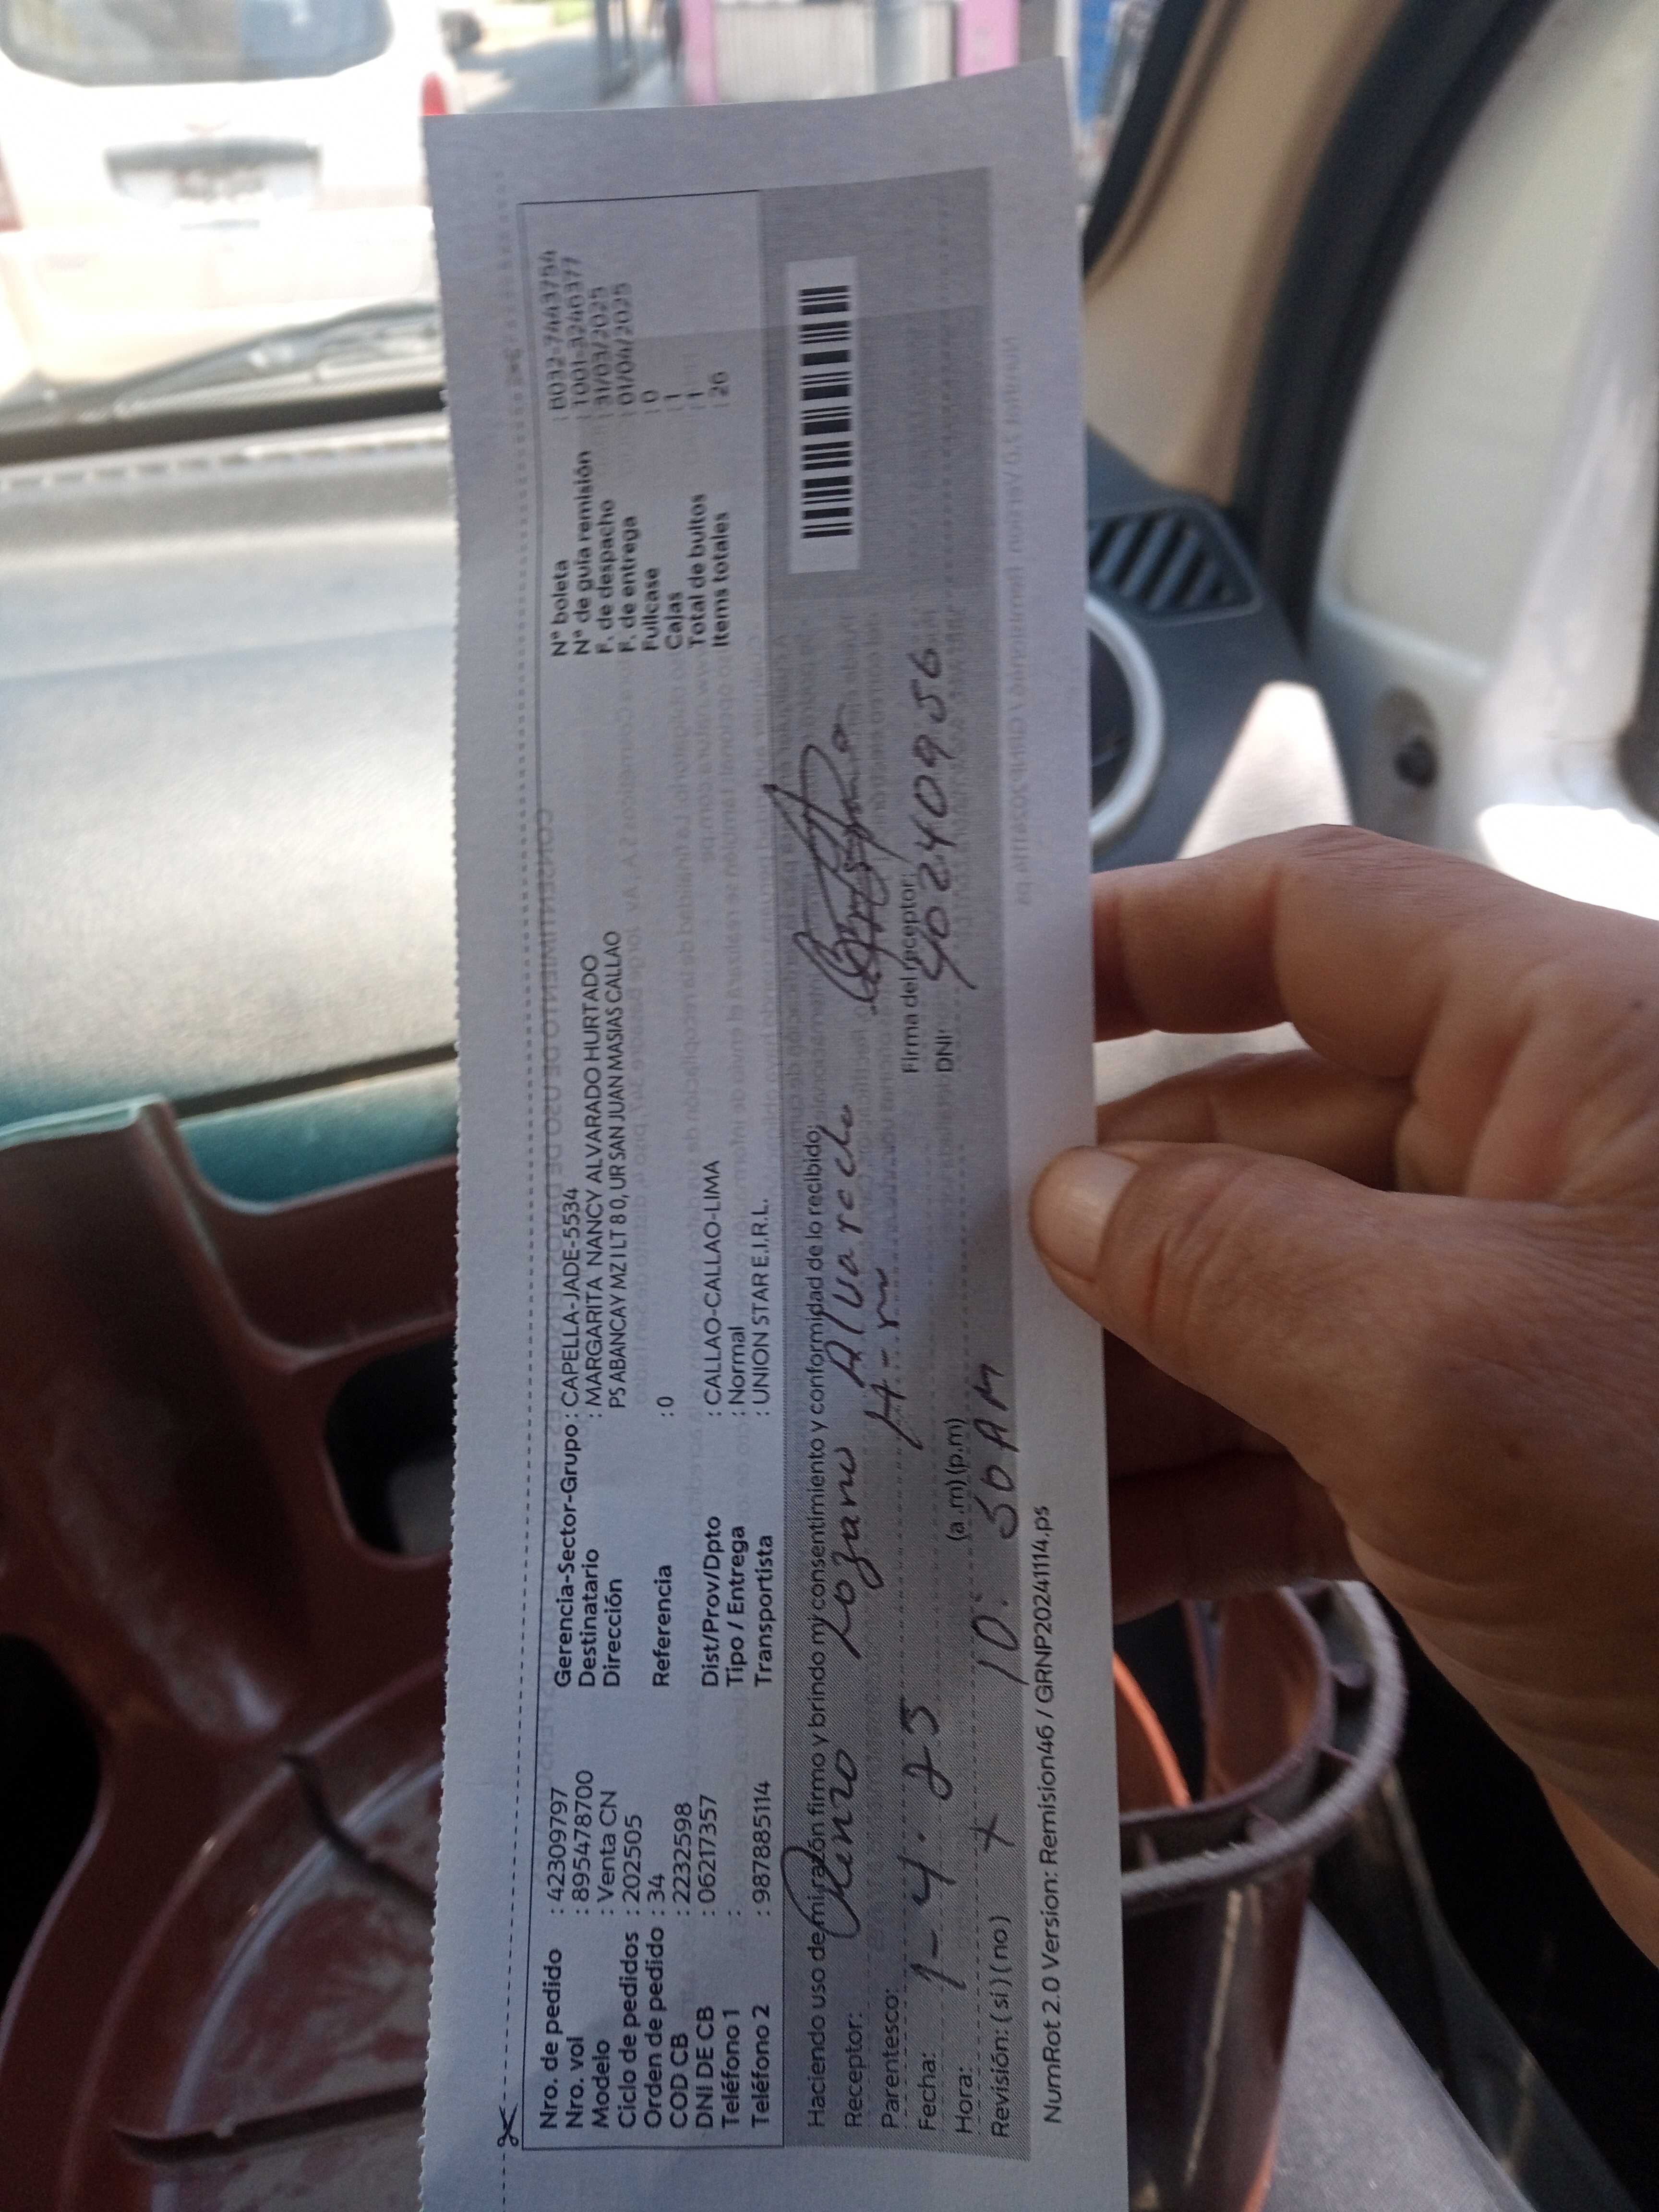 Nro. de pedido : 42309797
Nro. vol : 895478700
Modelo : Venta CN
Ciclo de pedidos : 202505
Orden de pedido : 34
COD CB : 2232598
DNI DE CB : 06217357
Teléfono 1 :
Teléfono 2 : 987885114
Gerencia-Sector-Grupo : CAPELLA-JADE-5534
Destinatario : MARGARITA NANCY ALVARADO HURTADO
Dirección PS ABANCAY MZ I LT 8 0, UR SAN JUAN MASIAS CALLAO
Referencia : 0
Dist/Prov/Dpto : CALLAO-CALLAO-LIMA
Tipo / Entrega : Normal
Transportista : UNION STAR E.I.R.L.
N° boleta : B032-7443754
N° de guía remisión : T001-3240377
F. de despacho : 31/03/2025
F. de entrega : 01/04/2025
Fullcase : 0
Cajas : 1
Total de bultos : 1
Items totales : 26
Haciendo uso de mi razón firmo y brindo mi consentimiento y conformidad de lo recibido:
Receptor: Renzo Lozano Alvarado
Parentesco:
Fecha: 1-4.25
Hora: (a.m) (p.m)
10:50 AM
Revisión: (si) (no)
Firma del receptor:
DNI: 40240956
NumRot 2.0 Version: Remision46 / GRNP20241114.ps